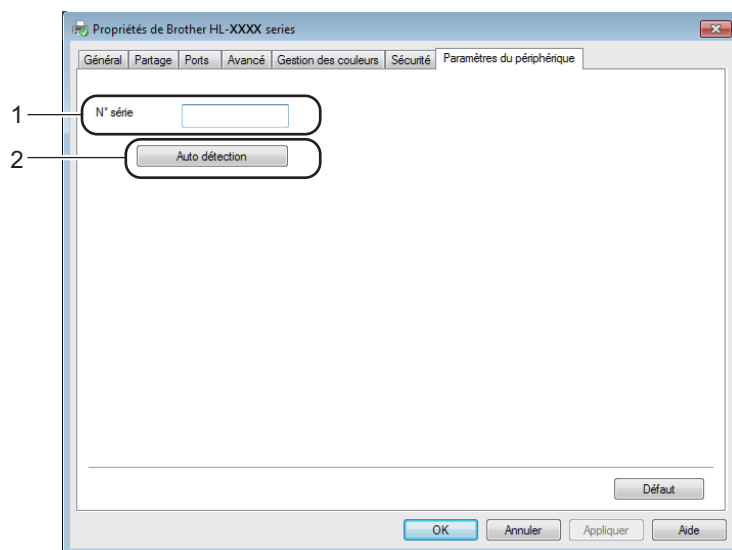 Propriétés de Brother HL-XXXX series
Général Partage Ports Avancé Gestion des couleurs Sécurité Paramètres du périphérique
1 N° série
2 Auto détection
Défaut
OK Annuler Appliquer Aide